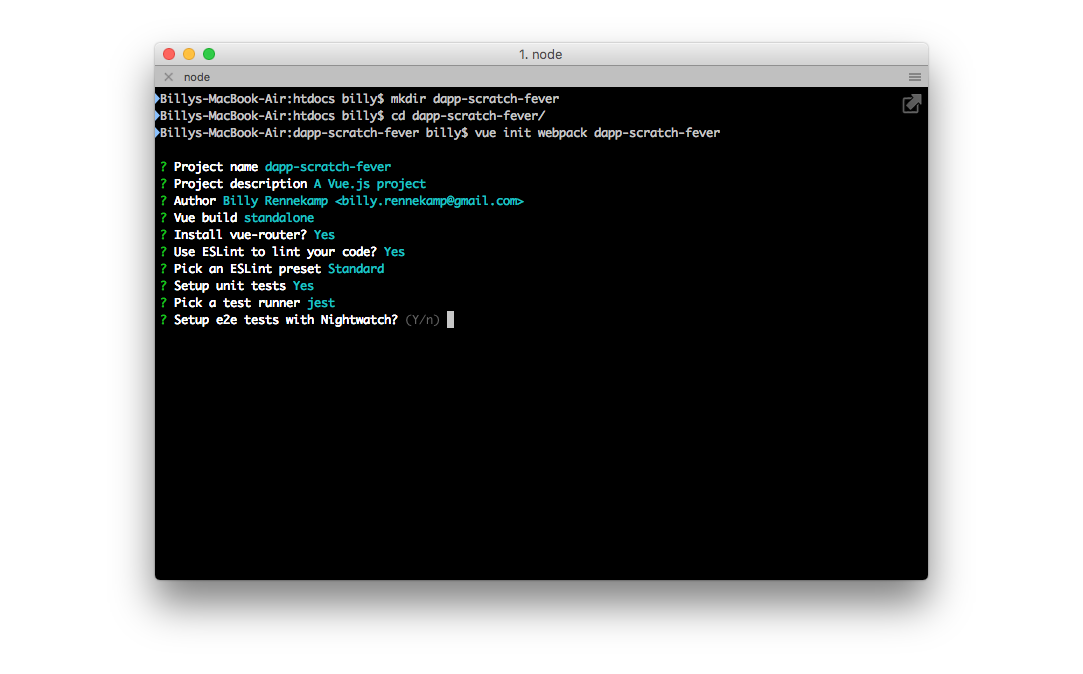 1. node
node
Billys-MacBook-Air:htdocs billy$ mkdir dapp-scratch-fever
Billys-MacBook-Air:htdocs billy$ cd dapp-scratch-fever/
Billys-MacBook-Air:dapp-scratch-fever billy$ vue init webpack dapp-scratch-fever
? Project name dapp-scratch-fever
? Project description A Vue.js project
? Author Billy Rennekamp <billy.rennekamp@gmail.com>
? Vue build standalone
? Install vue-router? Yes
? Use ESLint to lint your code? Yes
? Pick an ESLint preset Standard
? Setup unit tests Yes
? Pick a test runner jest
? Setup e2e tests with Nightwatch? (Y/n)